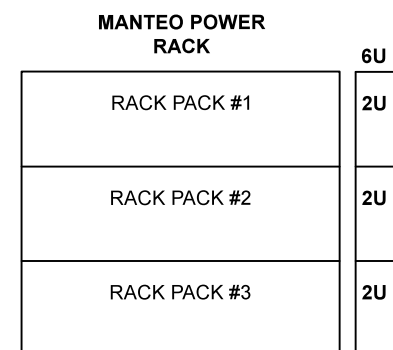 MANTEO POWER
RACK
6U
RACK PACK #1
2U
RACK PACK #2
2U
RACK PACK #3
2U